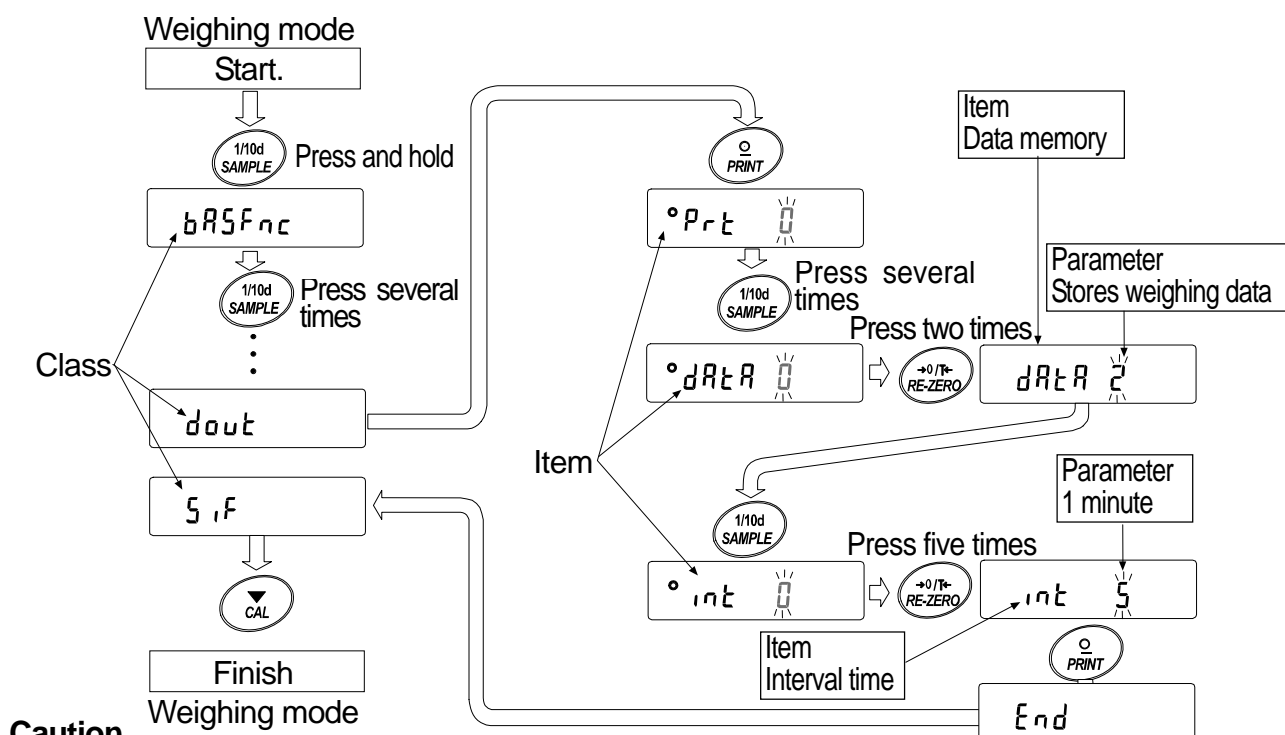 Weighing mode
Start.
1/10d
SAMPLE
Press and hold
bASFnc
1/10d
SAMPLE
Press several
times
Class
dout
SiF
CAL
Finish
Weighing mode
Caution
PRINT
Prt 0
1/10d
SAMPLE
Press several
times
Item
dAtA 0
Press two times
→0/T←
RE-ZERO
Item
Data memory
Parameter
Stores weighing data
dAtA 2
1/10d
SAMPLE
int 0
Press five times
→0/T←
RE-ZERO
Parameter
1 minute
int 5
Item
Interval time
PRINT
End